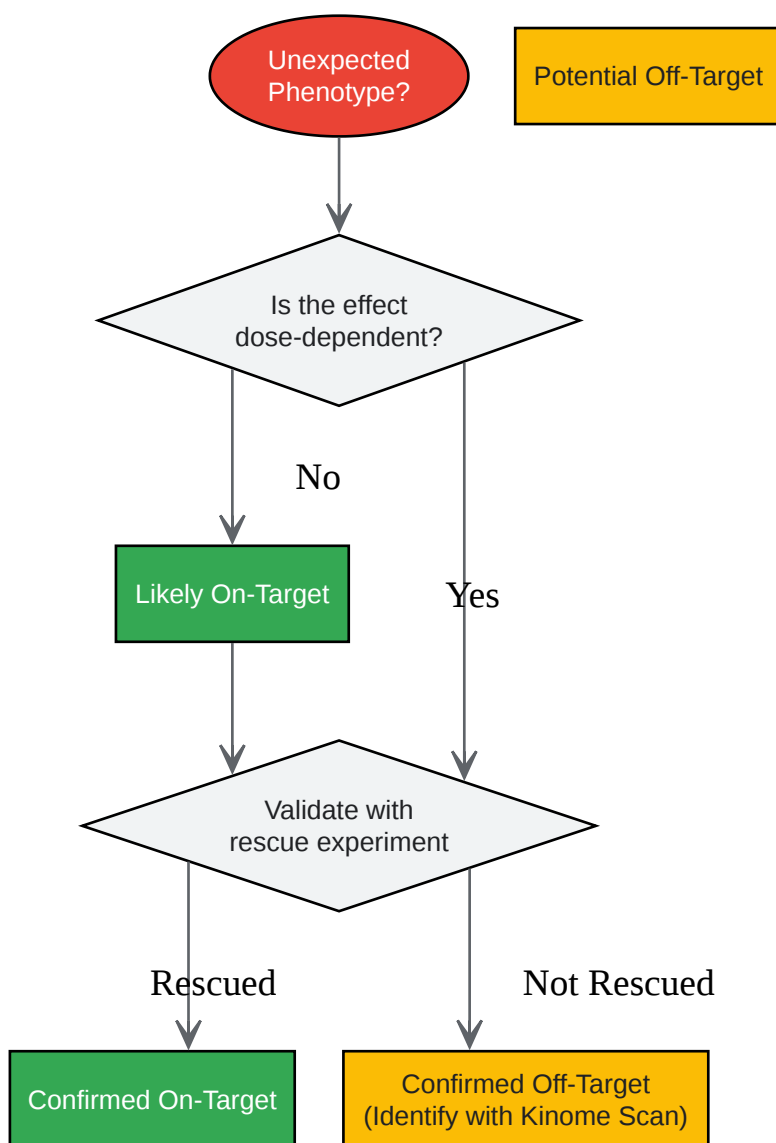 Unexpected
Phenotype?
Potential Off-Target
Is the effect
dose-dependent?
No
Likely On-Target
Yes
Validate with
rescue experiment
Rescued
Not Rescued
Confirmed On-Target
Confirmed Off-Target
(Identify with Kinome Scan)